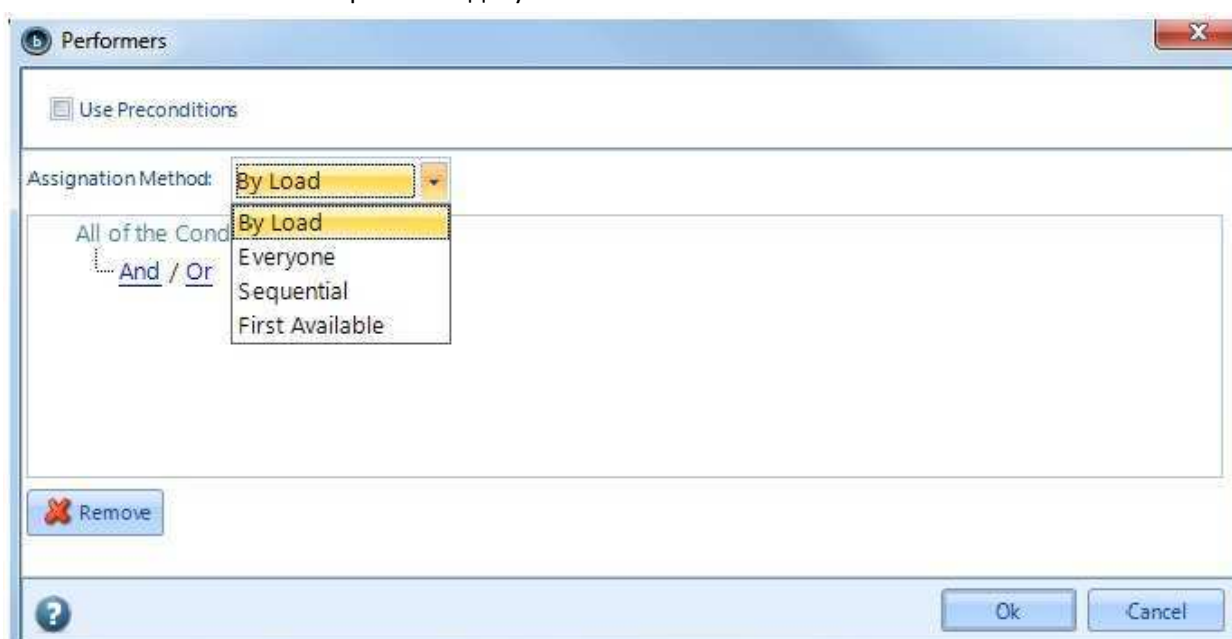 Performers
Use Preconditions
Assignation Method: By Load
By Load
All of the Cond
Everyone
And / Or
Sequential
First Available
Remove
Ok Cancel